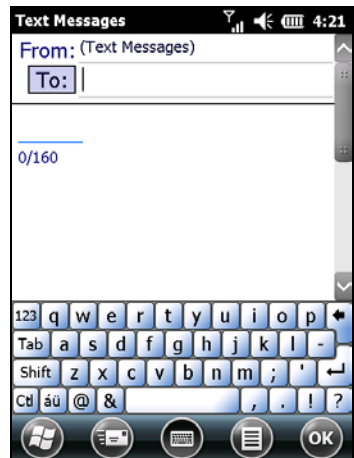 Text Messages 4:21
From: (Text Messages)
To:
0/160
123 q w e r t y u i o p
Tab a s d f g h j k l -
Shift z x c v b n m ; '
Ctl áü @ & , . ! ?
OK